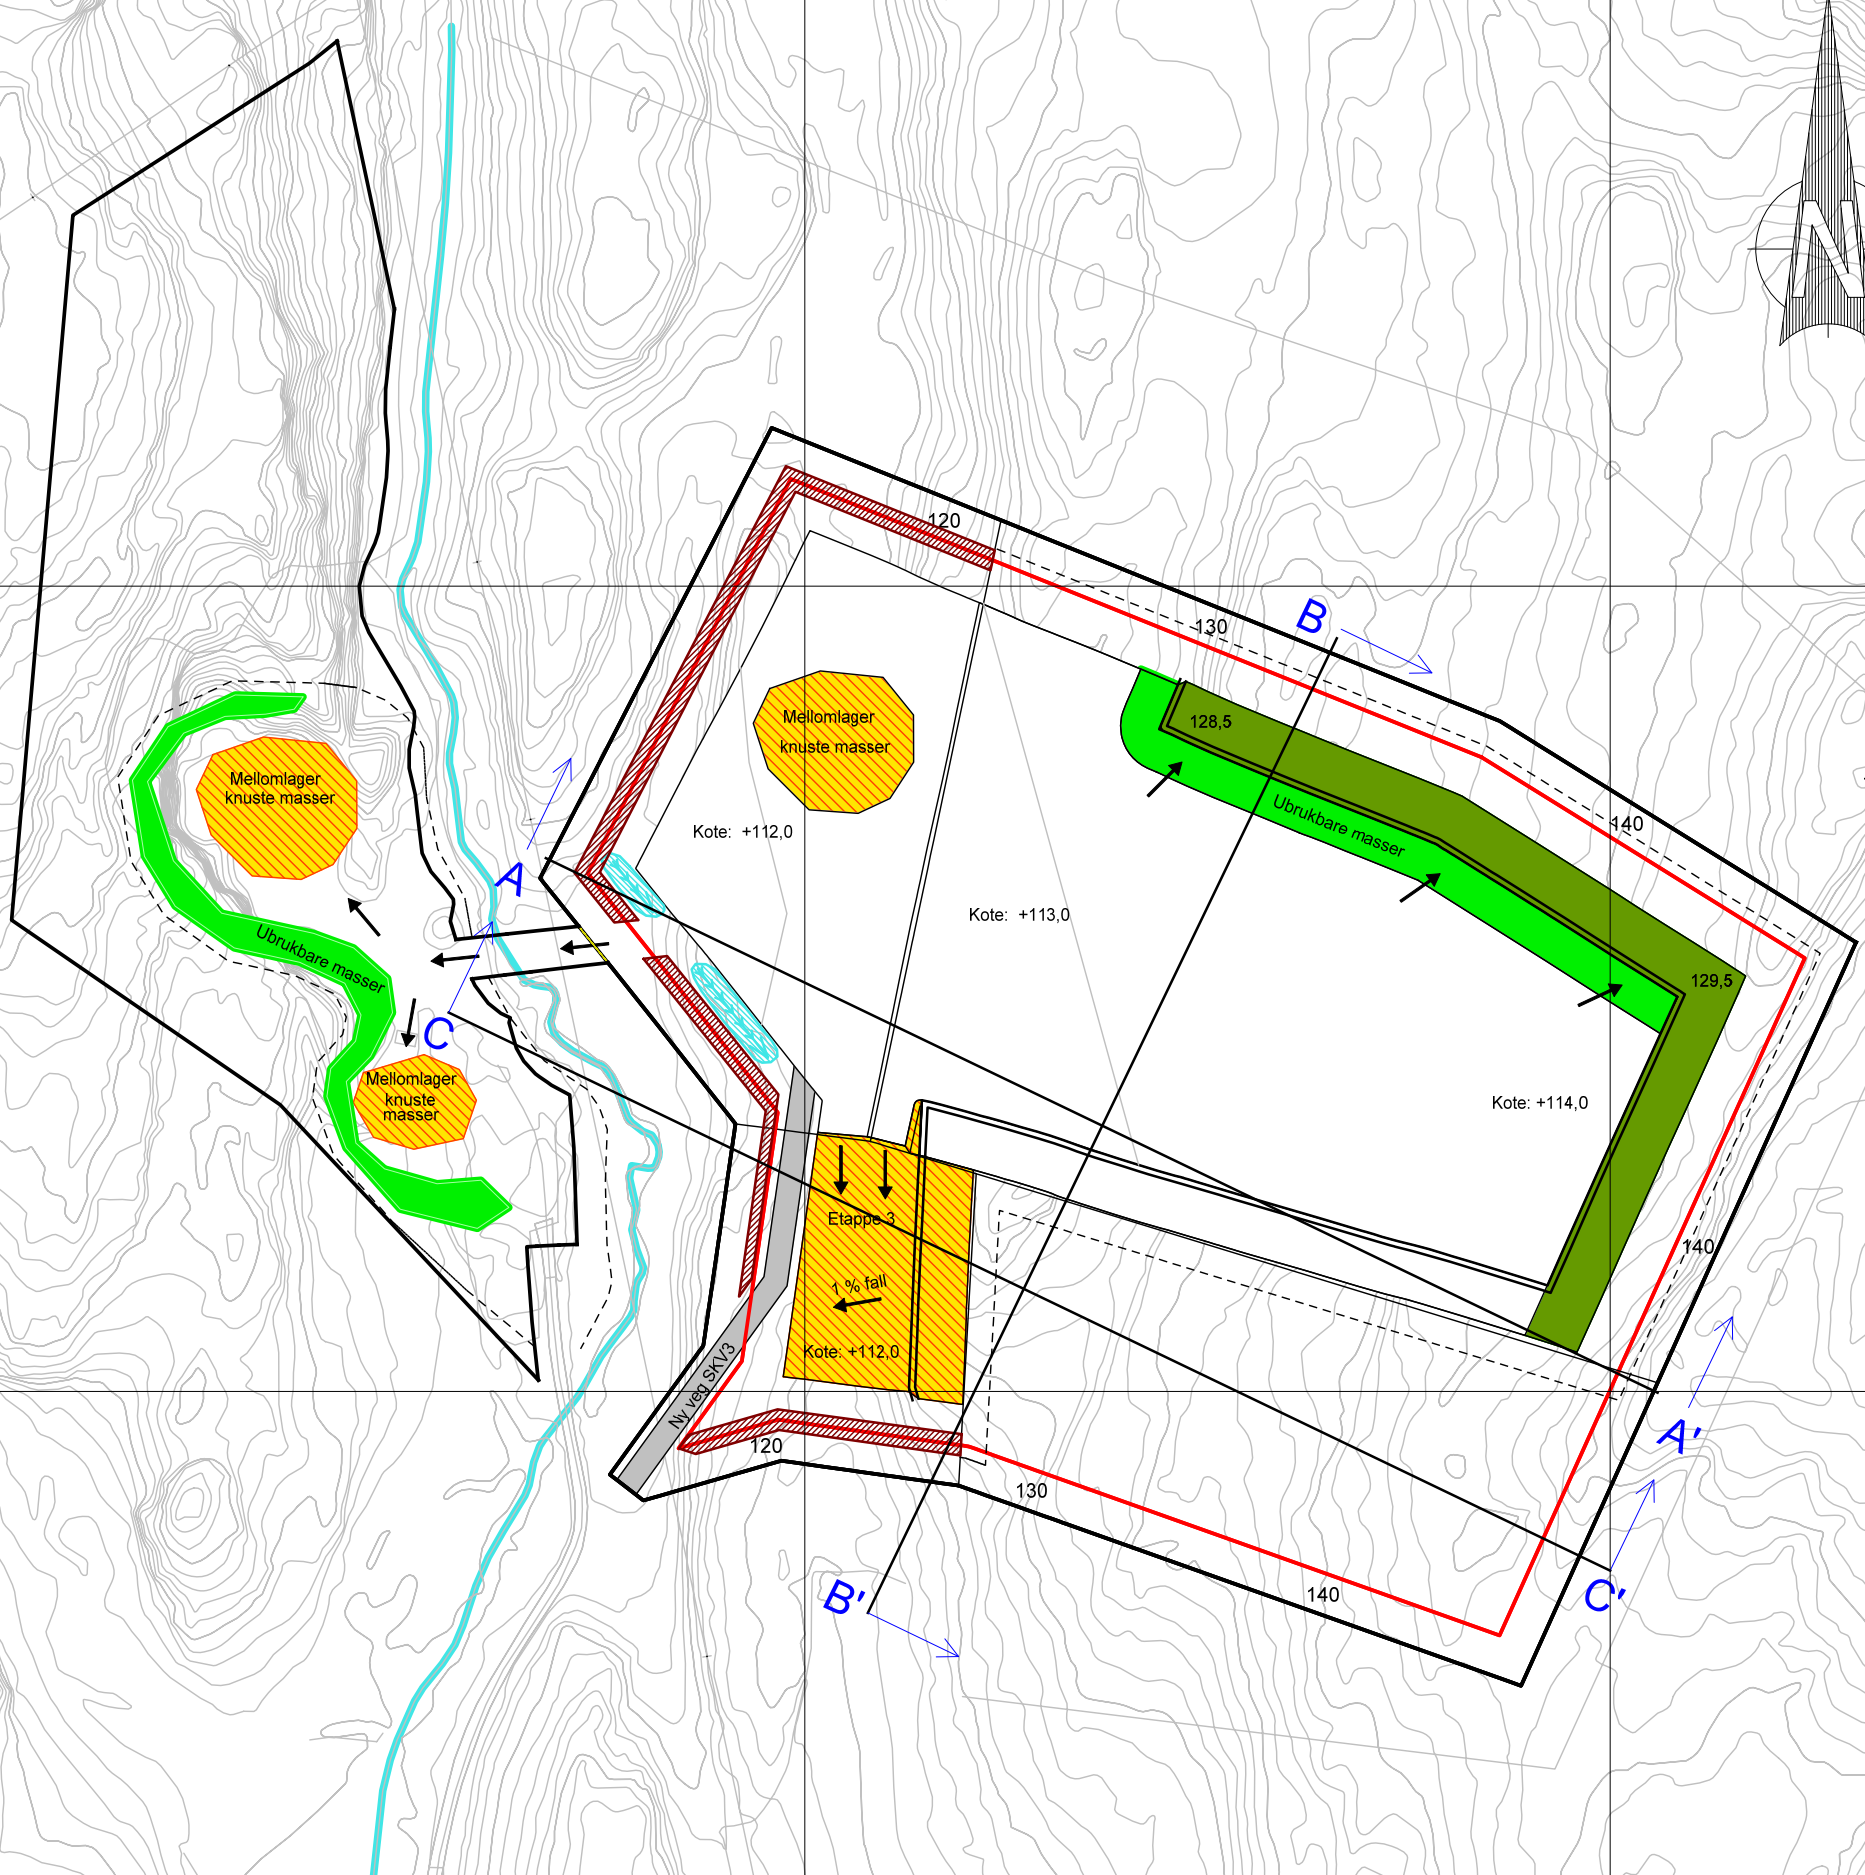 N
120
B
130
Mellomlager
knuste masser
128,5
Mellomlager
knuste masser
Kote: +112,0
Ubrukbare masser
140
A
Kote: +113,0
Ubrukbare masser
129,5
C
Mellomlager
knuste
masser
Kote: +114,0
Etappe 3
140
1 % fall
Kote: +112,0
Ny veg SKV3
120
A'
130
B'
140
C'